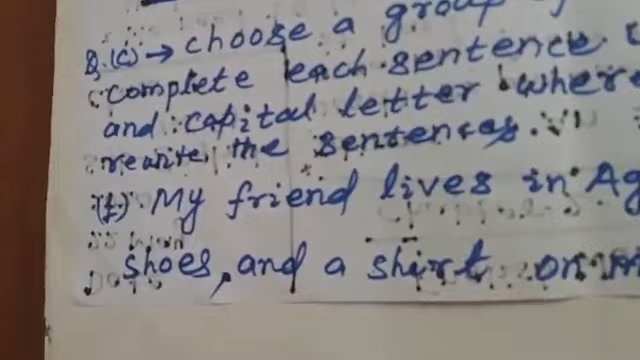 Q.(C) → choose a group
complete each sentence
and capital letter where
rewrite the sentences.
(1) My friend lives in Ag
shoes, and a shirt on